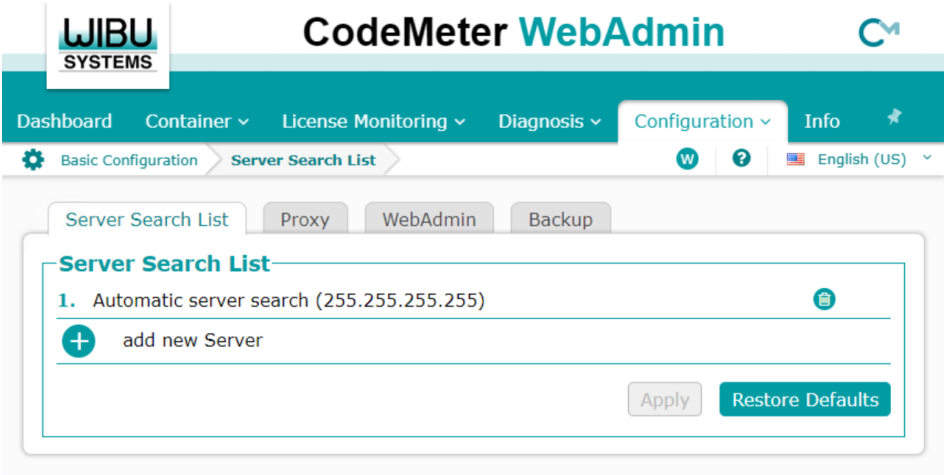 WIBU
SYSTEMS
CodeMeter WebAdmin
CM
Dashboard Container License Monitoring Diagnosis Configuration Info
Basic Configuration Server Search List W ? English (US)
Server Search List Proxy WebAdmin Backup
Server Search List
1. Automatic server search (255.255.255.255)
+ add new Server
Apply Restore Defaults